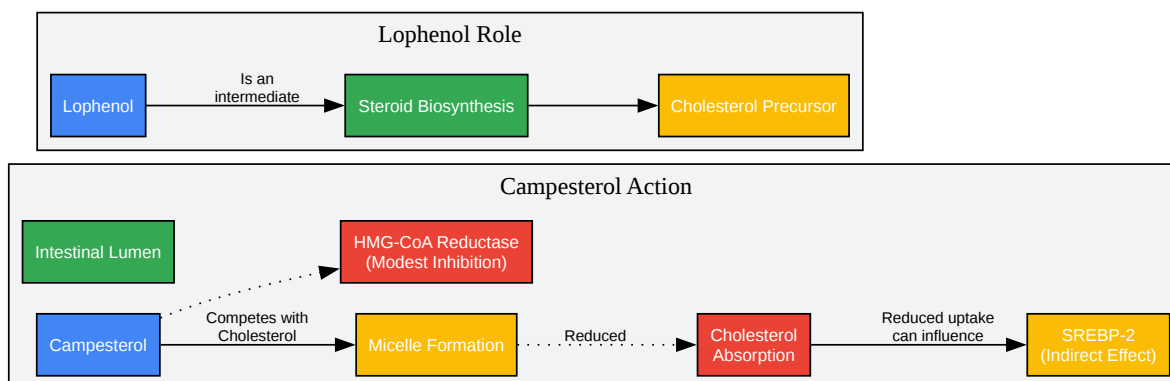 Lophenol Role
Lophenol
Is an
intermediate
Steroid Biosynthesis
Cholesterol Precursor
Campesterol Action
Intestinal Lumen
HMG-CoA Reductase
(Modest Inhibition)
Campesterol
Competes with
Cholesterol
Micelle Formation
Reduced
Cholesterol
Absorption
Reduced uptake
can influence
SREBP-2
(Indirect Effect)